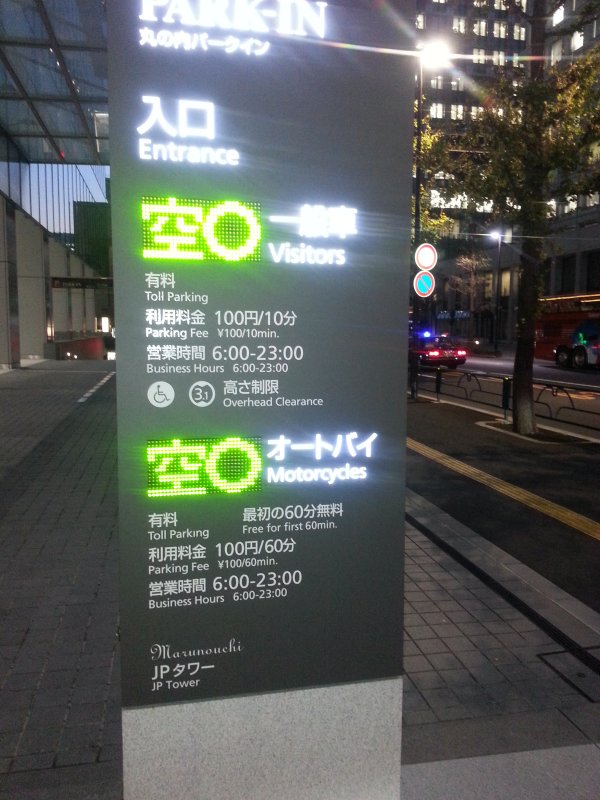 PARK-IN
丸の内パークイン
入口
Entrance
空○ 一般車
Visitors
有料
Toll Parking
利用料金 100円/10分
Parking Fee ¥100/10min.
営業時間 6:00-23:00
Business Hours 6:00-23:00
3.1 高さ制限
Overhead Clearance
空○ オートバイ
Motorcycles
有料 最初の60分無料
Toll Parking Free for first 60min.
利用料金 100円/60分
Parking Fee ¥100/60min.
営業時間 6:00-23:00
Business Hours 6:00-23:00
Marunouchi
JPタワー
JP Tower